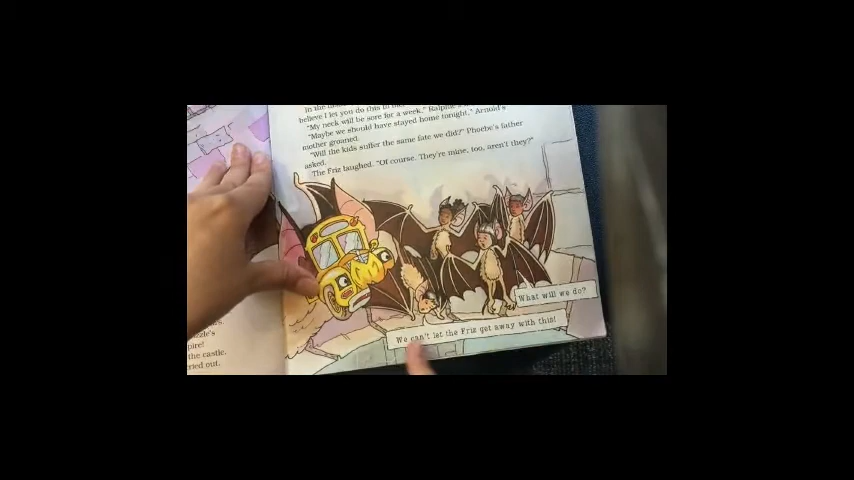 In the
believe I let you do this to
"My neck will be sore for a week," Ralphie's
"Maybe we should have stayed home tonight," Arnold's
mother groaned.
"Will the kids suffer the same fate we did?" Phoebe's father
asked.
The Friz laughed. "Of course. They're mine, too, aren't they?"
What will we do?
We can't let the Friz get away with this!
zzle's
pire!
the castle.
ried out.